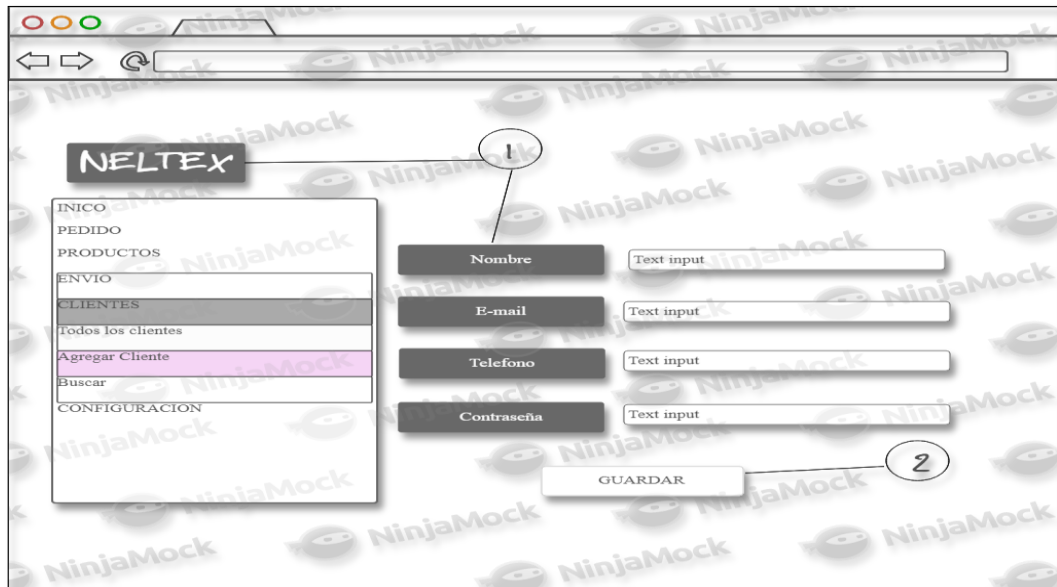 NELTEX
1
INICO
PEDIDO
PRODUCTOS
ENVIO
CLIENTES
Todos los clientes
Agregar Cliente
Buscar
CONFIGURACION
Nombre
Text input
E-mail
Text input
Telefono
Text input
Contraseña
Text input
GUARDAR
2
NinjaMock